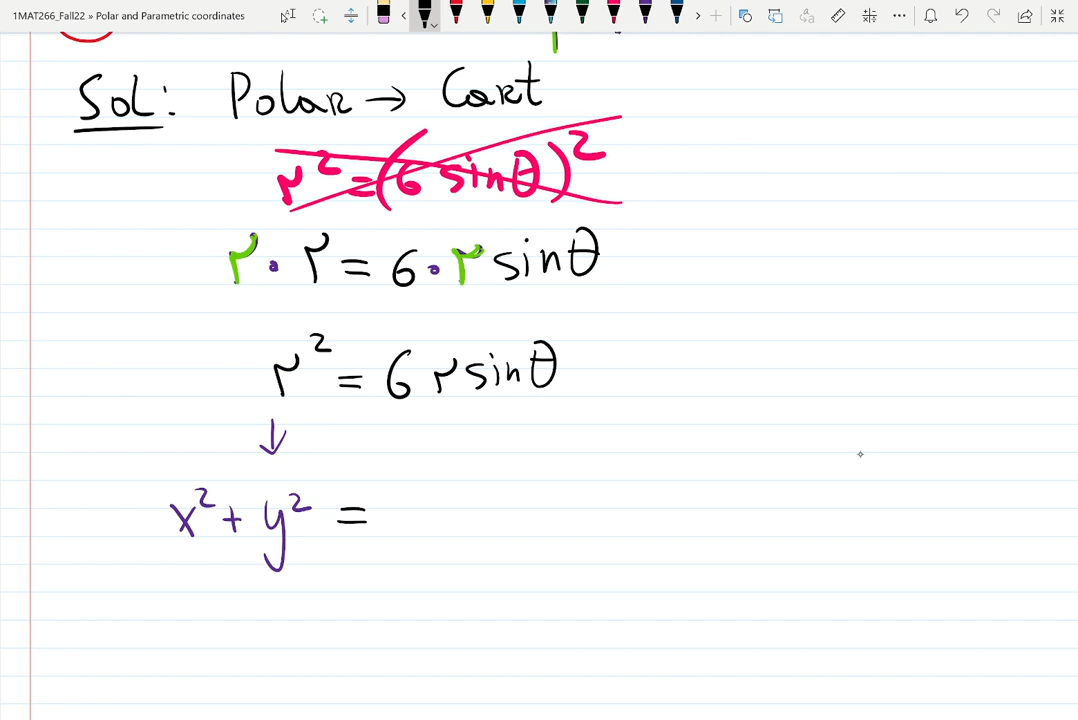 1MAT266_Fall22 » Polar and Parametric coordinates
Sol: Polar → Cart
r² = (6 sinθ)²
r · r = 6 · r sinθ
r² = 6 r sinθ
↓
x² + y² =